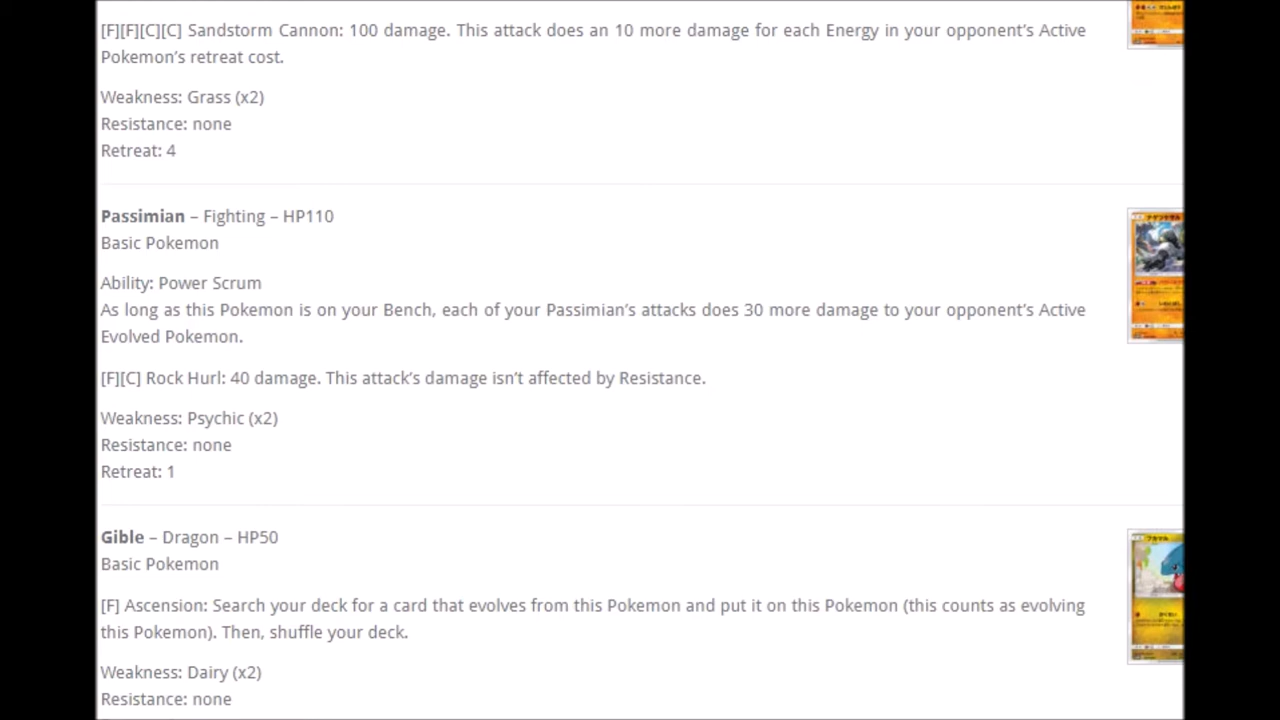 [F][F][C][C] Sandstorm Cannon: 100 damage. This attack does an 10 more damage for each Energy in your opponent's Active
Pokemon's retreat cost.
Weakness: Grass (x2)
Resistance: none
Retreat: 4
Passimian – Fighting – HP110
Basic Pokemon
Ability: Power Scrum
As long as this Pokemon is on your Bench, each of your Passimian's attacks does 30 more damage to your opponent's Active
Evolved Pokemon.
[F][C] Rock Hurl: 40 damage. This attack's damage isn't affected by Resistance.
Weakness: Psychic (x2)
Resistance: none
Retreat: 1
Gible – Dragon – HP50
Basic Pokemon
[F] Ascension: Search your deck for a card that evolves from this Pokemon and put it on this Pokemon (this counts as evolving
this Pokemon). Then, shuffle your deck.
Weakness: Dairy (x2)
Resistance: none